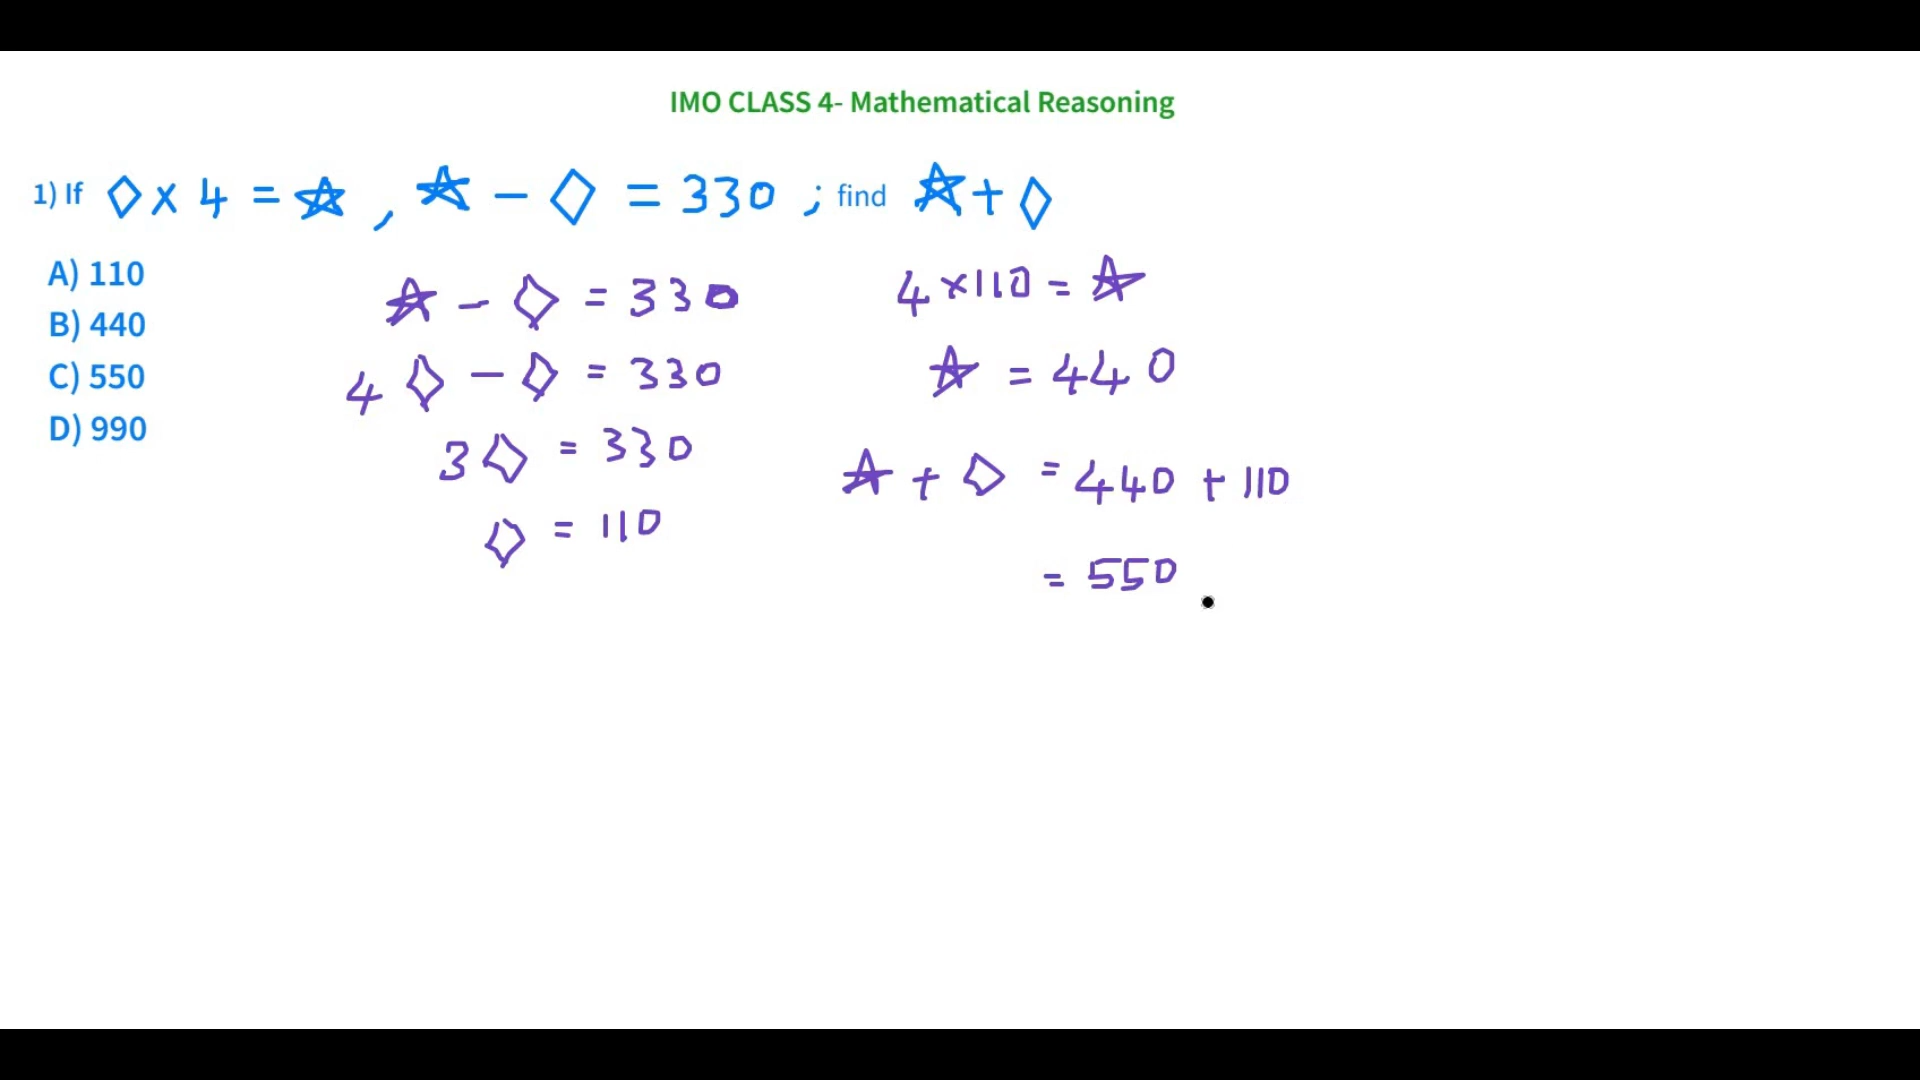 IMO CLASS 4- Mathematical Reasoning
1) If ◇ x 4 = ☆ , ☆ - ◇ = 330 ; find ☆ + ◇
A) 110
B) 440
C) 550
D) 990
☆ - ◇ = 330
4 ◇ - ◇ = 330
3 ◇ = 330
◇ = 110
4 x 110 = ☆
☆ = 440
☆ + ◇ = 440 + 110
= 550